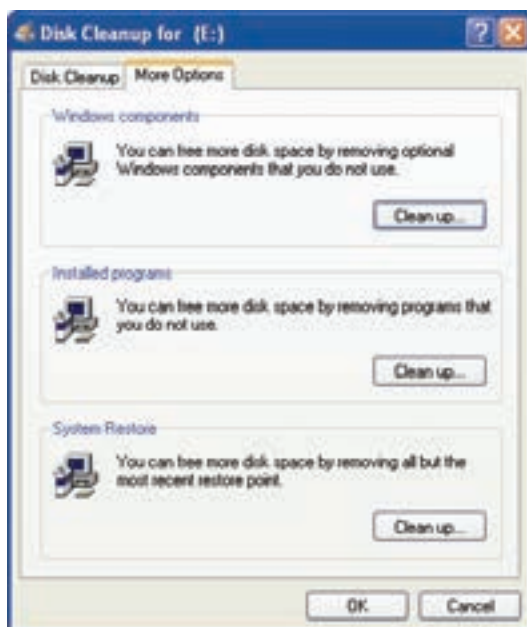 Disk Cleanup for (E:)
Disk Cleanup More Options
Windows components
You can free more disk space by removing optional
Windows components that you do not use.
Clean up...
Installed programs
You can free more disk space by removing programs that
you do not use.
Clean up...
System Restore
You can free more disk space by removing all but the
most recent restore point.
Clean up...
OK Cancel